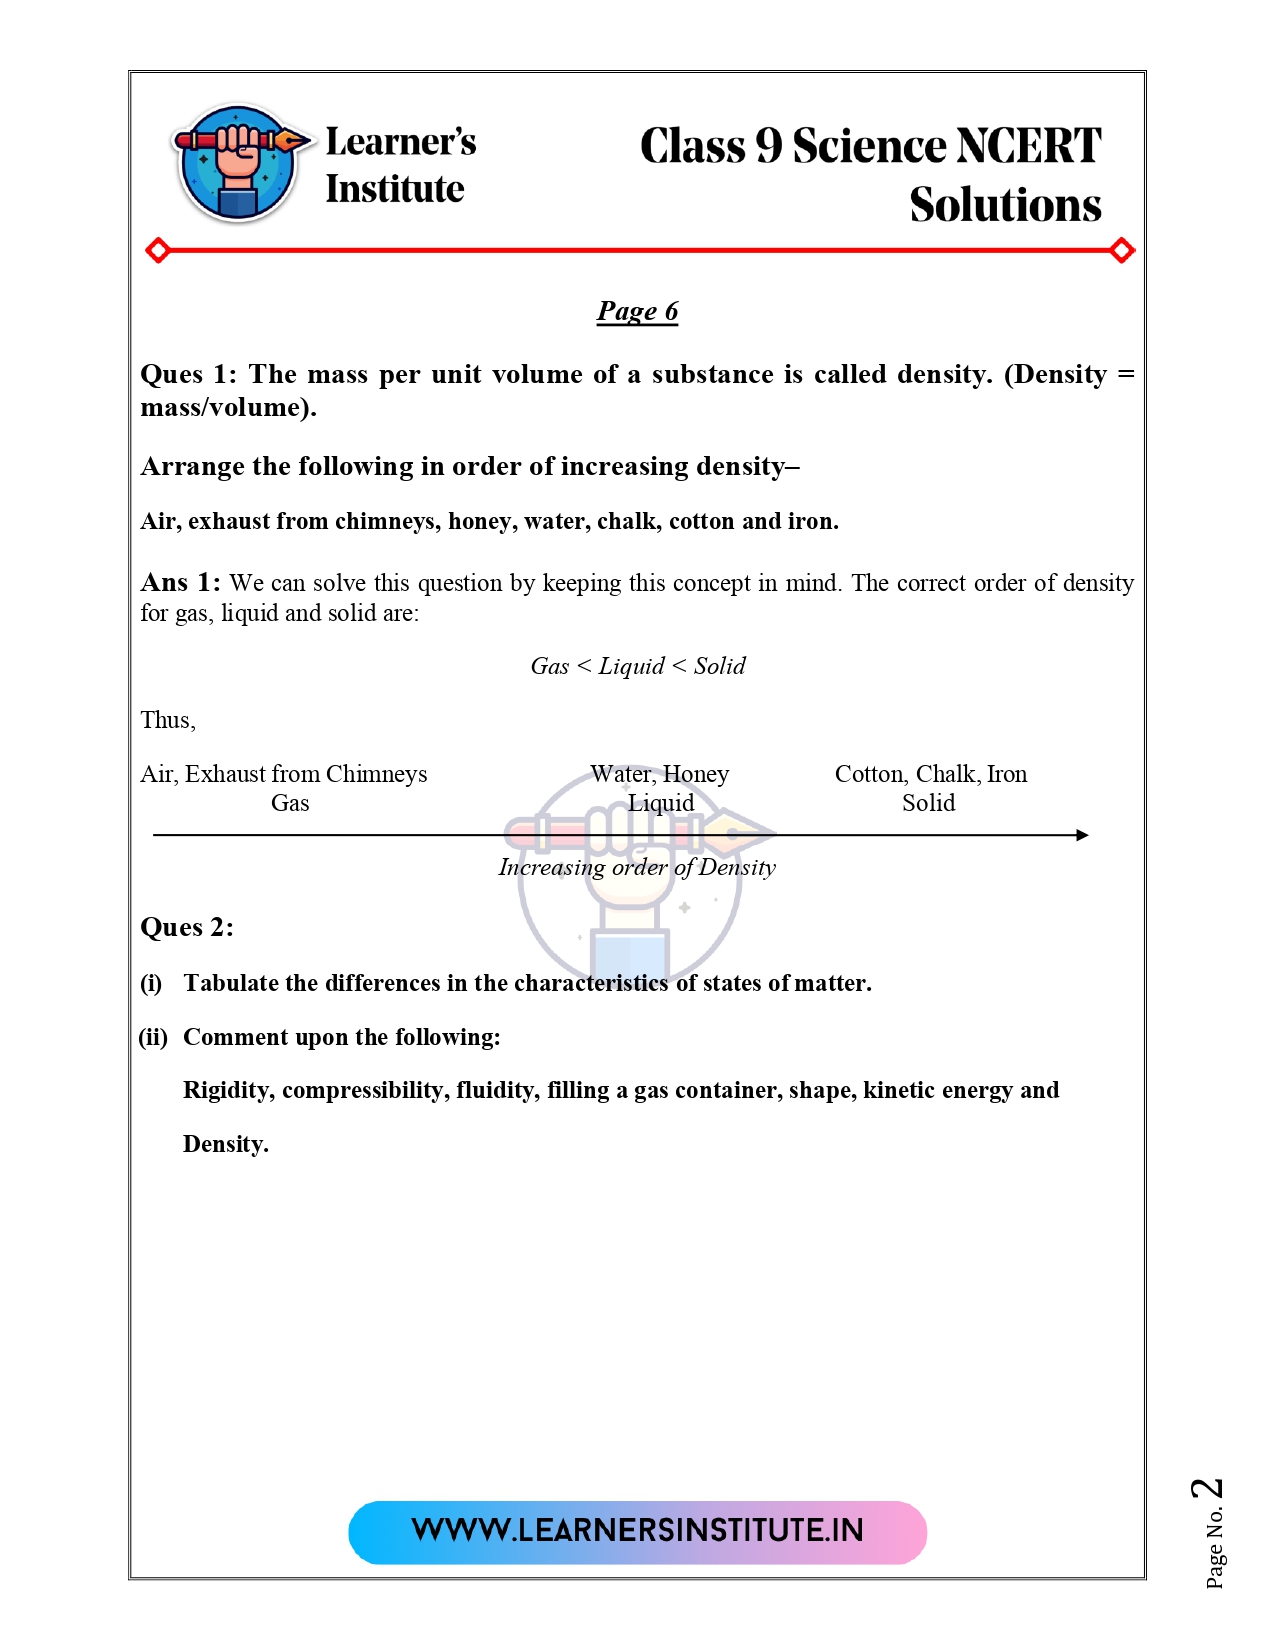 Learner's
Institute
Class 9 Science NCERT
Solutions
Page 6
Ques 1: The mass per unit volume of a substance is called density. (Density =
mass/volume).
Arrange the following in order of increasing density–
Air, exhaust from chimneys, honey, water, chalk, cotton and iron.
Ans 1: We can solve this question by keeping this concept in mind. The correct order of density
for gas, liquid and solid are:
Gas < Liquid < Solid
Thus,
Air, Exhaust from Chimneys Water, Honey Cotton, Chalk, Iron
Gas Liquid Solid
Increasing order of Density
Ques 2:
(i) Tabulate the differences in the characteristics of states of matter.
(ii) Comment upon the following:
Rigidity, compressibility, fluidity, filling a gas container, shape, kinetic energy and
Density.
WWW.LEARNERSINSTITUTE.IN
Page No. 2